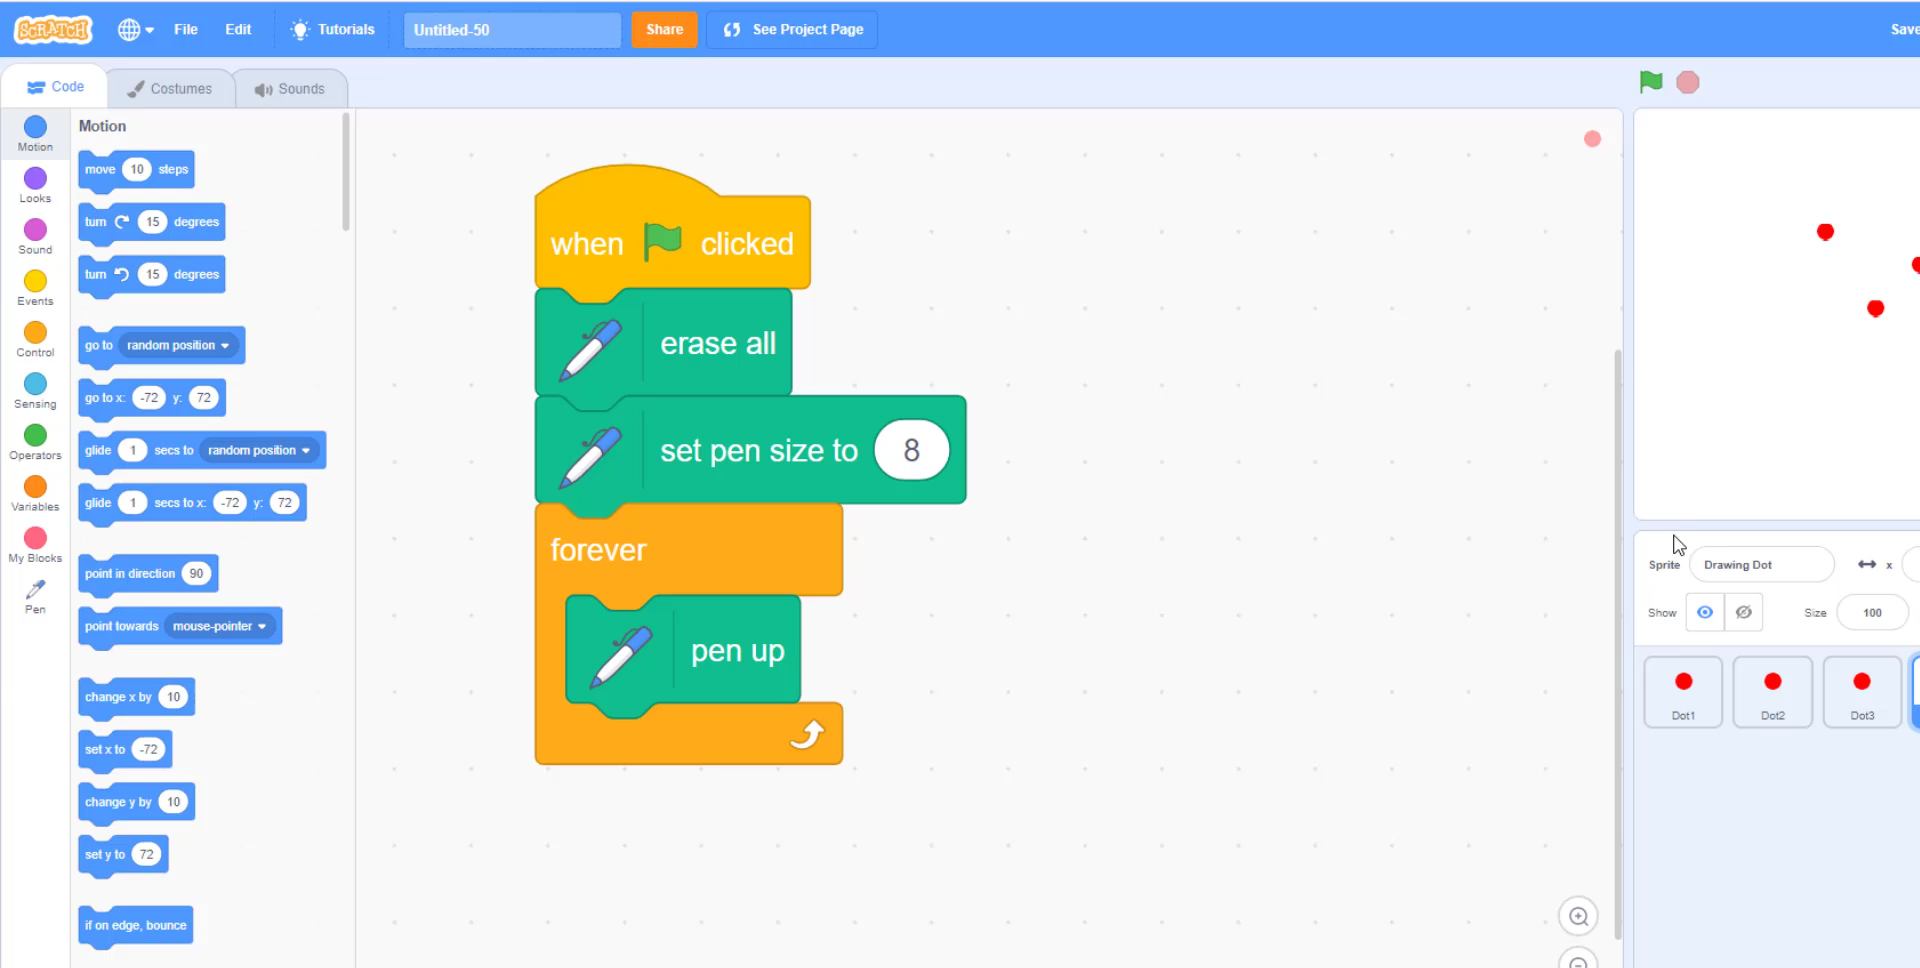 SCRATCH File Edit Tutorials Untitled-50 Share See Project Page
Code Costumes Sounds
Motion
Looks
Sound
Events
Control
Sensing
Operators
Variables
My Blocks
Pen
Motion
move 10 steps
turn 15 degrees
turn 15 degrees
go to random position
go to x: -72 y: 72
glide 1 secs to random position
glide 1 secs to x: -72 y: 72
point in direction 90
point towards mouse-pointer
change x by 10
set x to -72
change y by 10
set y to 72
if on edge, bounce
when clicked
erase all
set pen size to 8
forever
pen up
Sprite Drawing Dot x
Show Size 100
Dot1 Dot2 Dot3